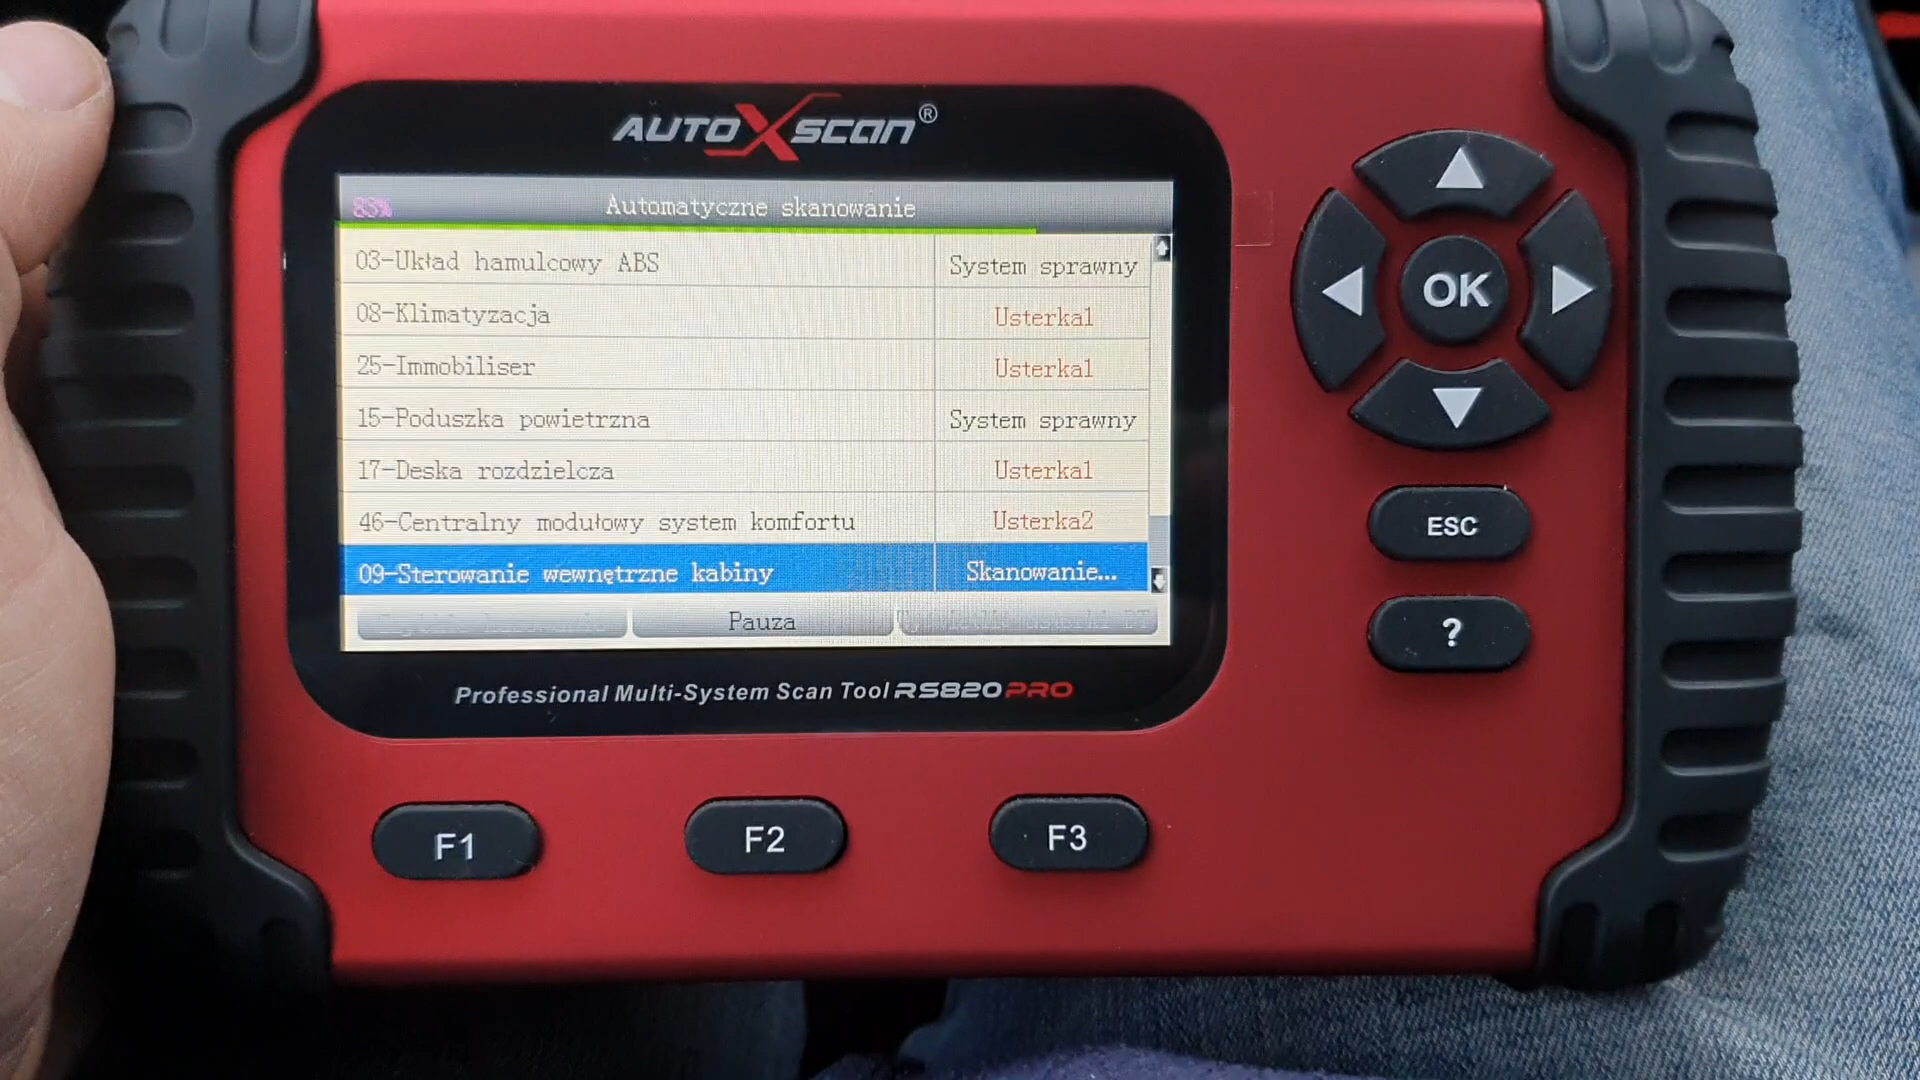 AUTOXSCAN®
83% Automatyczne skanowanie
03-Układ hamulcowy ABS System sprawny
08-Klimatyzacja Usterka1
25-Immobiliser Usterka1
15-Poduszka powietrzna System sprawny
17-Deska rozdzielcza Usterka1
46-Centralny modułowy system komfortu Usterka2
09-Sterowanie wewnętrzne kabiny Skanowanie...
Pauza
Professional Multi-System Scan Tool RS820PRO
OK
ESC
?
F1 F2 F3